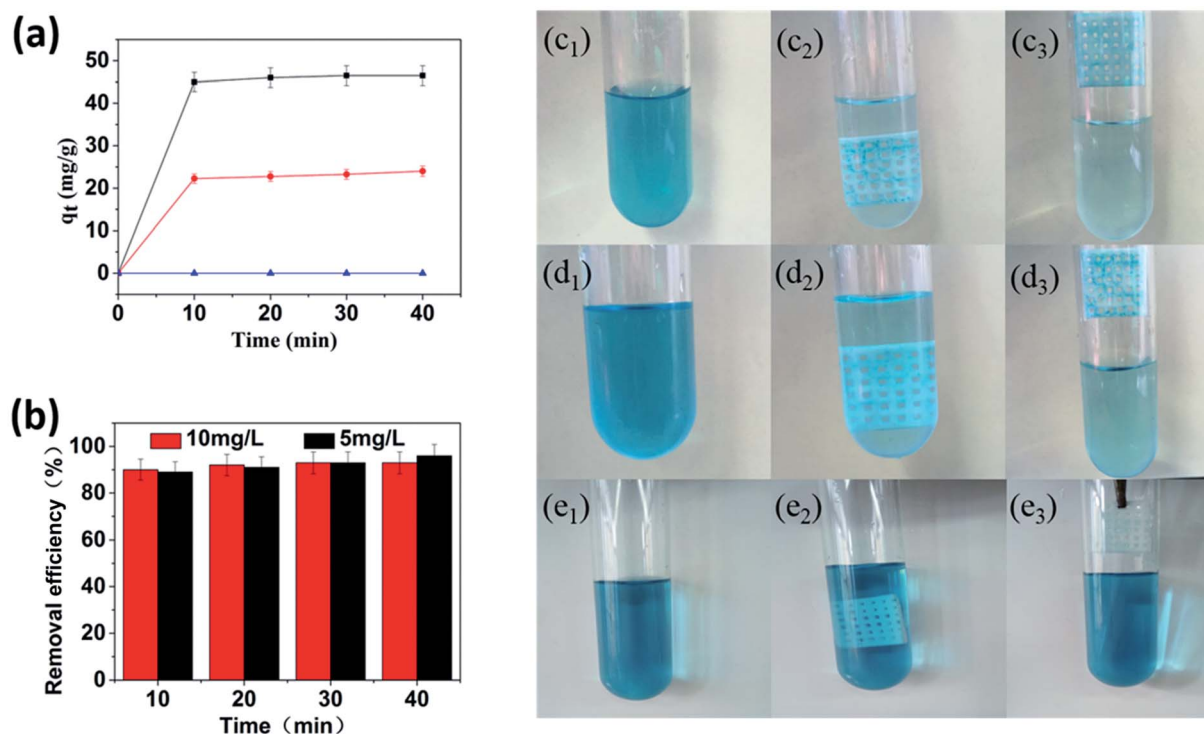 (a)
50
40
30
20
10
0
qt (mg/g)
0 10 20 30 40
Time (min)
(b)
10mg/L 5mg/L
100
80
60
40
20
0
Removal efficiency（%）
10 20 30 40
Time（min）
(c1) (c2) (c3)
(d1) (d2) (d3)
(e1) (e2) (e3)